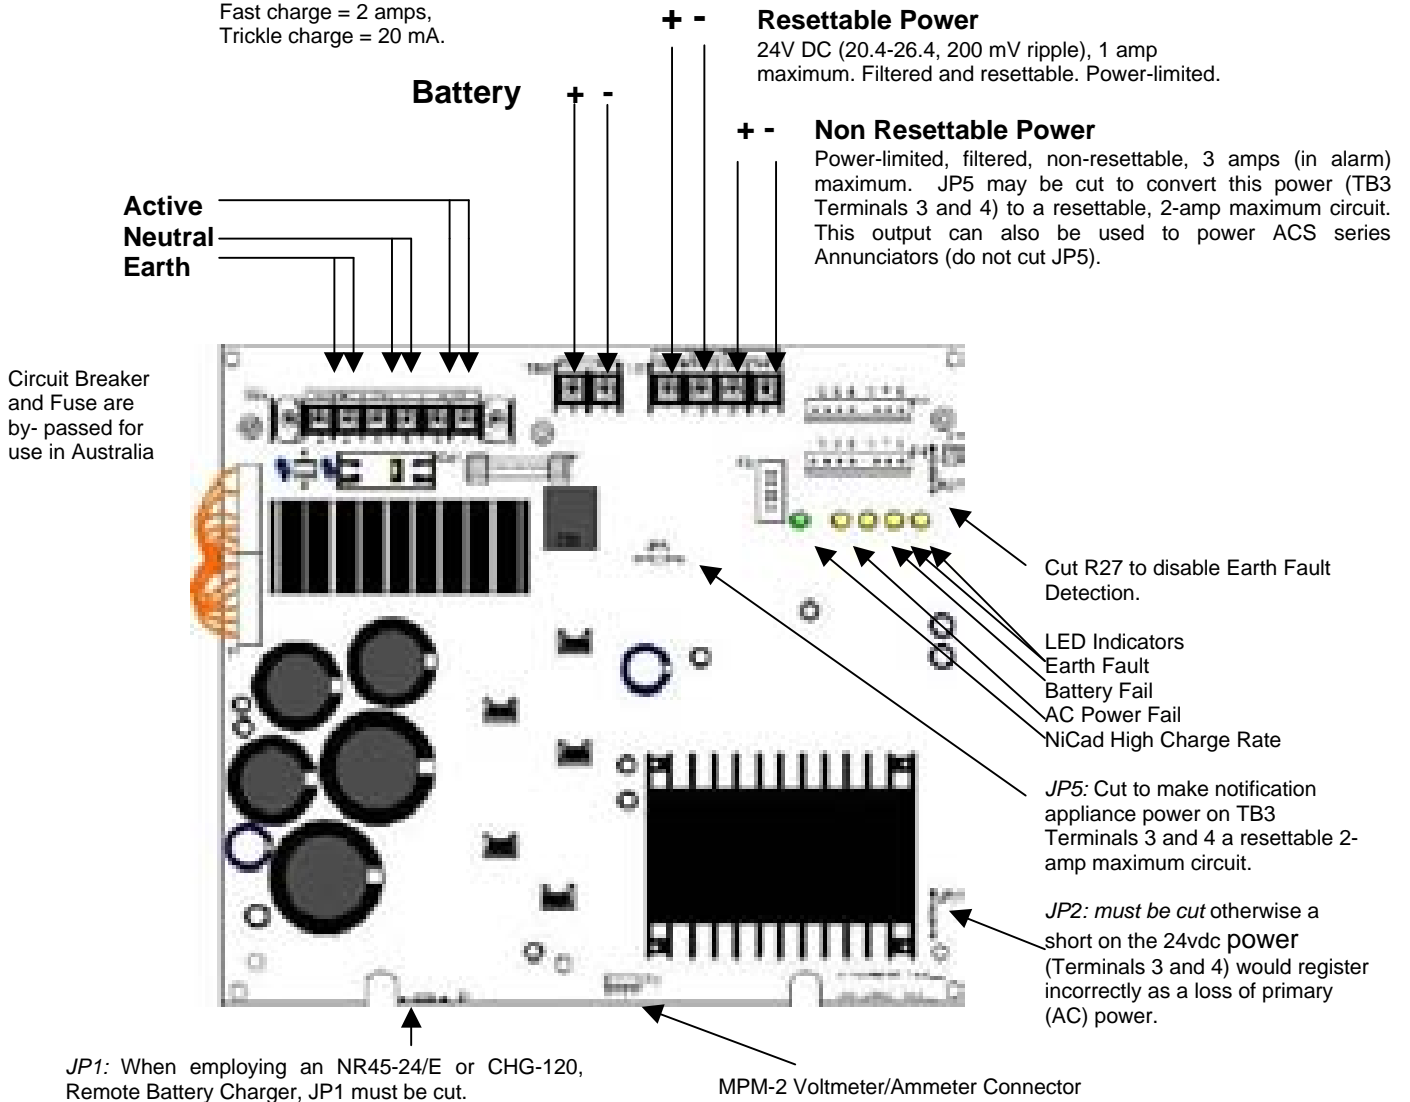 Fast charge = 2 amps,
Trickle charge = 20 mA.
+ -
Resettable Power
24V DC (20.4-26.4, 200 mV ripple), 1 amp
maximum. Filtered and resettable. Power-limited.
Battery + -
+ -
Non Resettable Power
Power-limited, filtered, non-resettable, 3 amps (in alarm)
maximum. JP5 may be cut to convert this power (TB3
Terminals 3 and 4) to a resettable, 2-amp maximum circuit.
This output can also be used to power ACS series
Annunciators (do not cut JP5).
Active
Neutral
Earth
Circuit Breaker
and Fuse are
by- passed for
use in Australia
Cut R27 to disable Earth Fault
Detection.
LED Indicators
Earth Fault
Battery Fail
AC Power Fail
NiCad High Charge Rate
JP5: Cut to make notification
appliance power on TB3
Terminals 3 and 4 a resettable 2-
amp maximum circuit.
JP2: must be cut otherwise a
short on the 24vdc power
(Terminals 3 and 4) would register
incorrectly as a loss of primary
(AC) power.
JP1: When employing an NR45-24/E or CHG-120,
Remote Battery Charger, JP1 must be cut.
MPM-2 Voltmeter/Ammeter Connector